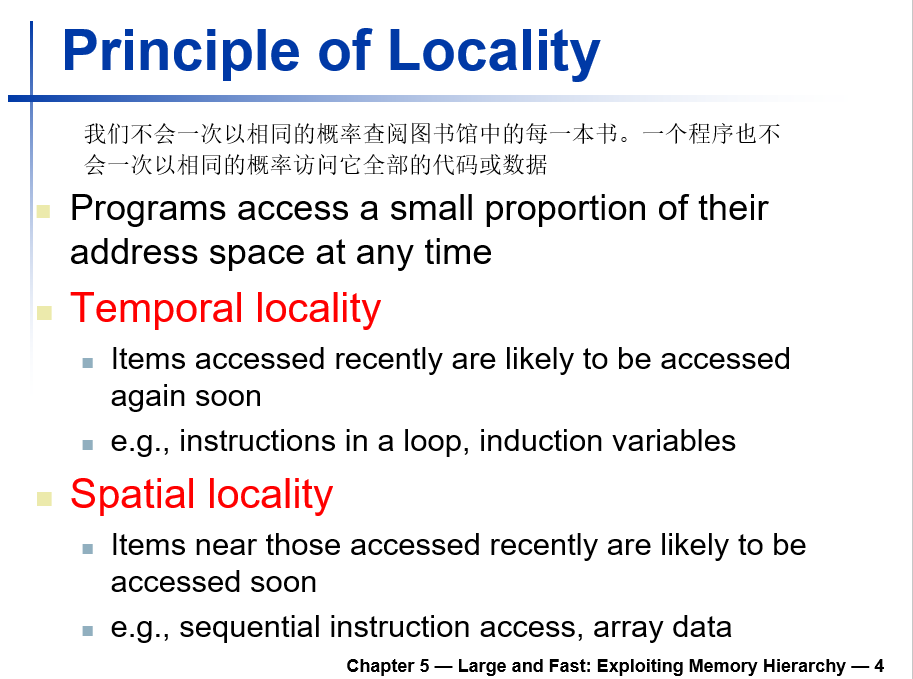 Principle of Locality
我们不会一次以相同的概率查阅图书馆中的每一本书。一个程序也不
会一次以相同的概率访问它全部的代码或数据
Programs access a small proportion of their
address space at any time
Temporal locality
Items accessed recently are likely to be accessed
again soon
e.g., instructions in a loop, induction variables
Spatial locality
Items near those accessed recently are likely to be
accessed soon
e.g., sequential instruction access, array data
Chapter 5 — Large and Fast: Exploiting Memory Hierarchy — 4